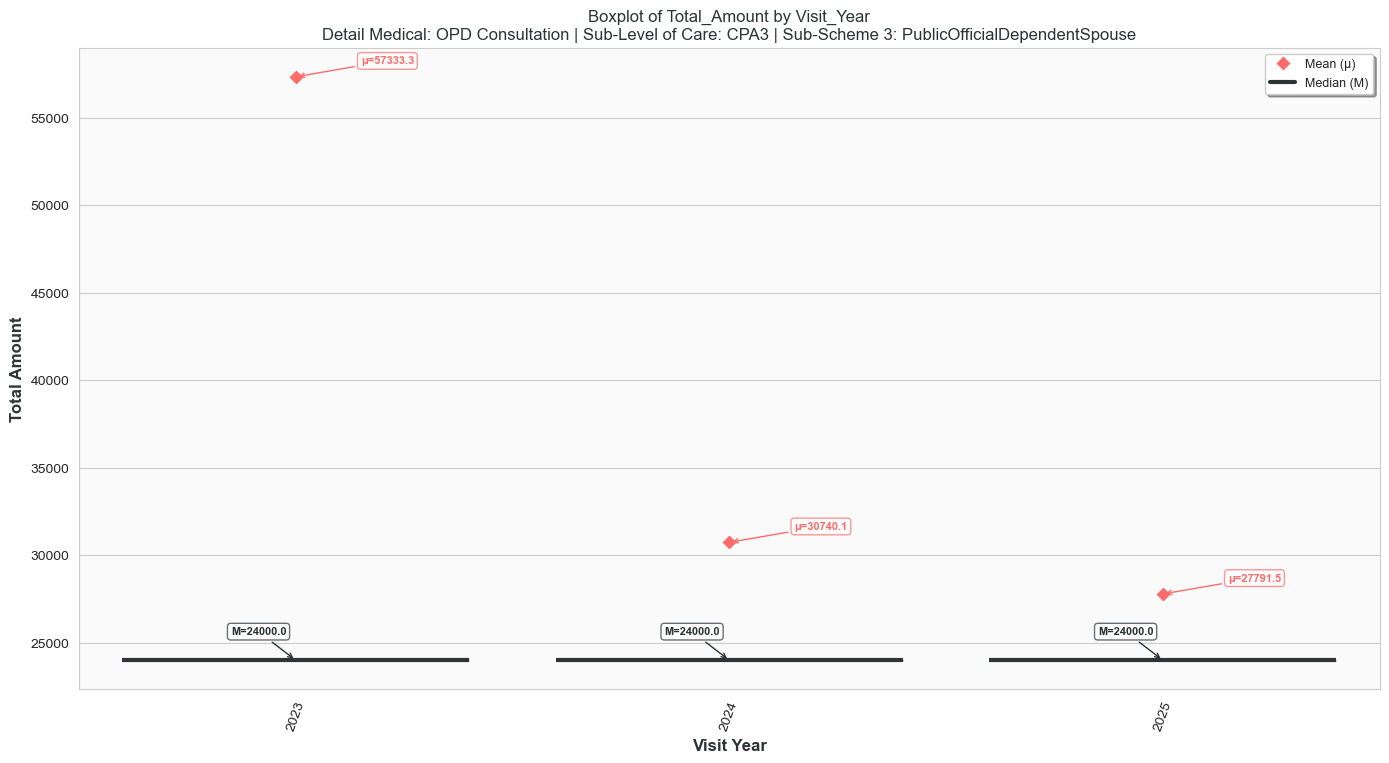 Boxplot of Total_Amount by Visit_Year
Detail Medical: OPD Consultation | Sub-Level of Care: CPA3 | Sub-Scheme 3: PublicOfficialDependentSpouse
μ=57333.3
Mean (μ)
Median (M)
55000
50000
45000
40000
35000
30000
25000
Total Amount
μ=30740.1
μ=27791.5
M=24000.0
M=24000.0
M=24000.0
2023
2024
2025
Visit Year